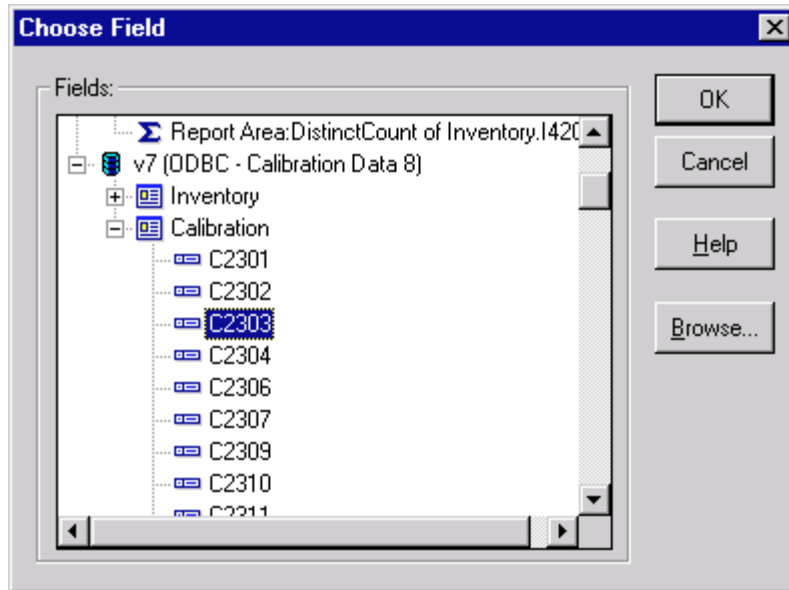 Choose Field
Fields:
Report Area:DistinctCount of Inventory.I420
v7 (ODBC - Calibration Data 8)
Inventory
Calibration
C2301
C2302
C2303
C2304
C2306
C2307
C2309
C2310
C2311
OK
Cancel
Help
Browse...